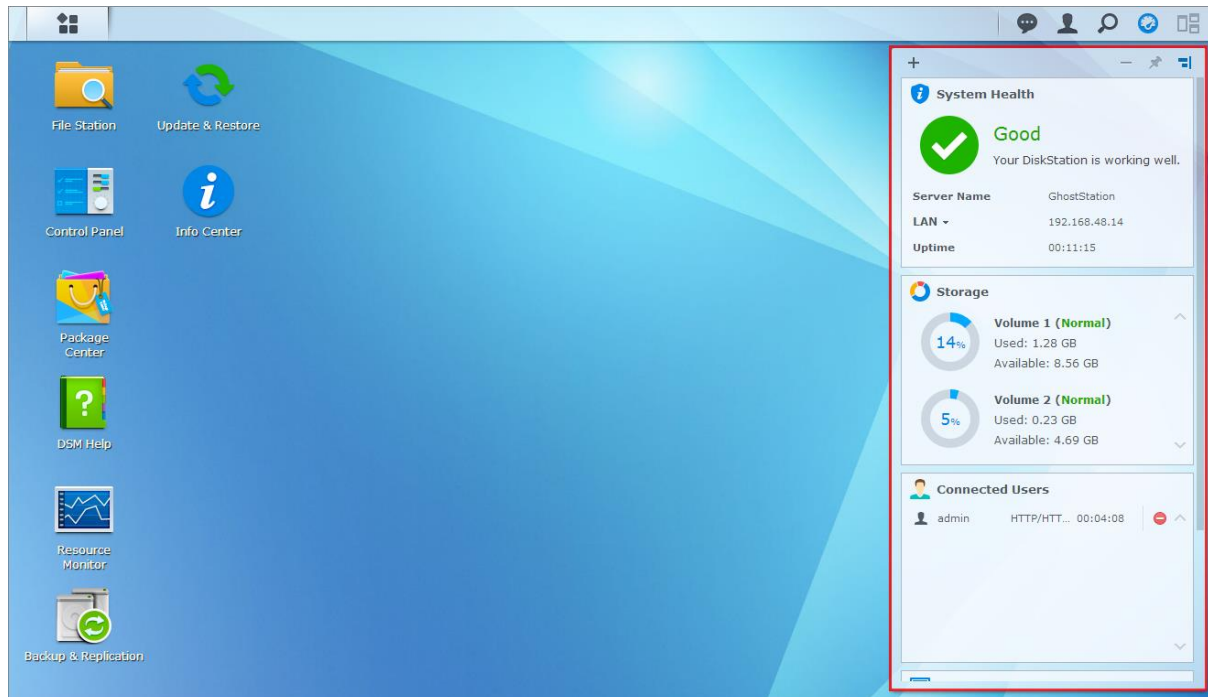 File Station
Update & Restore
Control Panel
Info Center
Package
Center
?
DSM Help
Resource
Monitor
Backup & Replication
+
i System Health
Good
Your DiskStation is working well.
Server Name GhostStation
LAN 192.168.48.14
Uptime 00:11:15
Storage
14%
Volume 1 (Normal)
Used: 1.28 GB
Available: 8.56 GB
5%
Volume 2 (Normal)
Used: 0.23 GB
Available: 4.69 GB
Connected Users
admin HTTP/HTT... 00:04:08